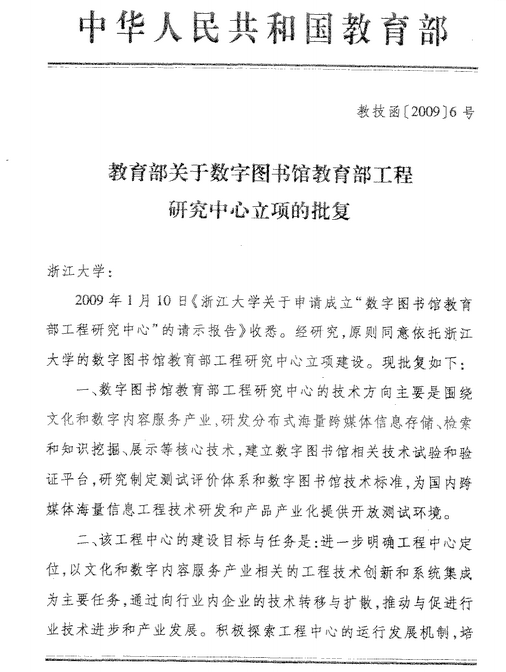 中华人民共和国教育部
教技函[2009]6号
教育部关于数字图书馆教育部工程
研究中心立项的批复
浙江大学：
2009年1月10日《浙江大学关于申请成立“数字图书馆教育
部工程研究中心”的请示报告》收悉。经研究，原则同意依托浙江
大学的数字图书馆教育部工程研究中心立项建设。现批复如下：
一、数字图书馆教育部工程研究中心的技术方向主要是围绕
文化和数字内容服务产业，研发分布式海量跨媒体信息存储、检索
和知识挖掘、展示等核心技术，建立数字图书馆相关技术试验和验
证平台，研究制定测试评价体系和数字图书馆技术标准，为国内跨
媒体海量信息工程技术研发和产品产业化提供开放测试环境。
二、该工程中心的建设目标与任务是：进一步明确工程中心定
位，以文化和数字内容服务产业相关的工程技术创新和系统集成
为主要任务，通过向行业内企业的技术转移与扩散，推动与促进行
业技术进步和产业发展。积极探索工程中心的运行发展机制，培